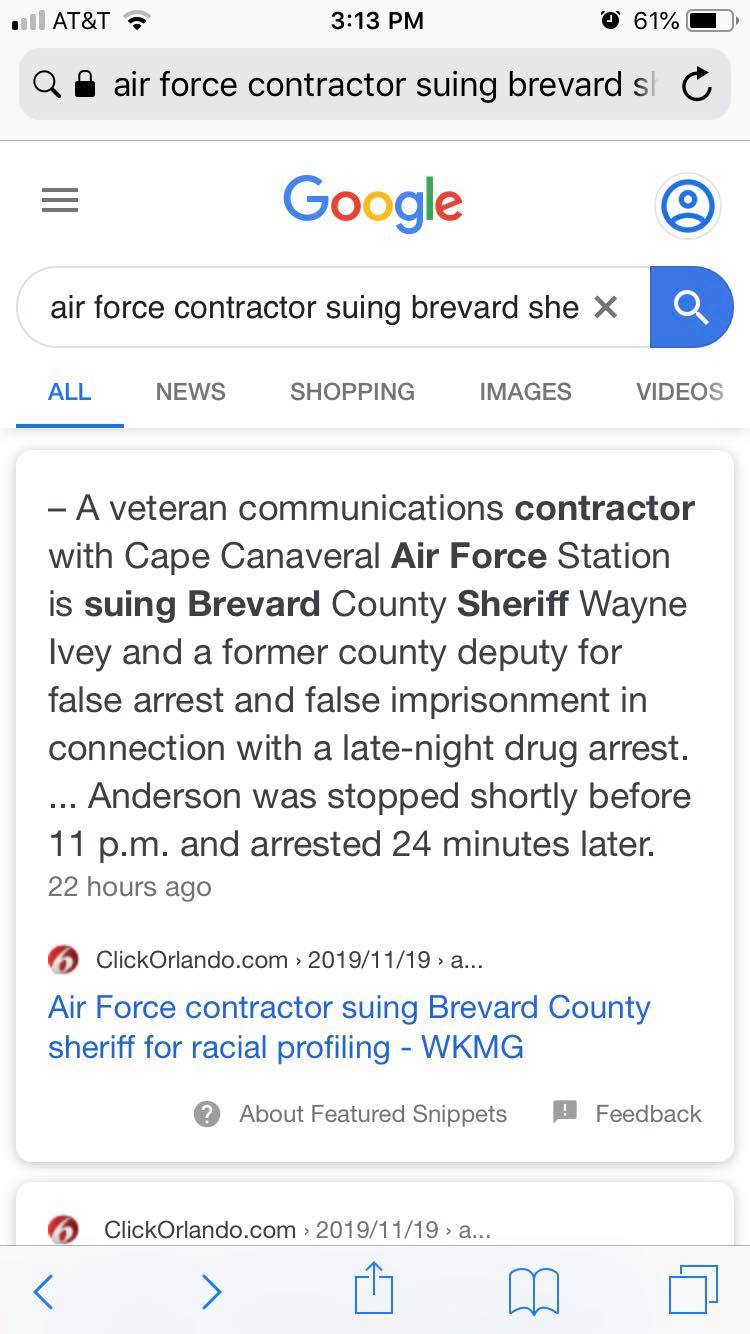 AT&T 3:13 PM 61%
air force contractor suing brevard sh
Google
air force contractor suing brevard she
ALL NEWS SHOPPING IMAGES VIDEOS
– A veteran communications contractor
with Cape Canaveral Air Force Station
is suing Brevard County Sheriff Wayne
Ivey and a former county deputy for
false arrest and false imprisonment in
connection with a late-night drug arrest.
... Anderson was stopped shortly before
11 p.m. and arrested 24 minutes later.
22 hours ago
6 ClickOrlando.com › 2019/11/19 › a...
Air Force contractor suing Brevard County
sheriff for racial profiling - WKMG
? About Featured Snippets ! Feedback
6 ClickOrlando.com › 2019/11/19 › a...